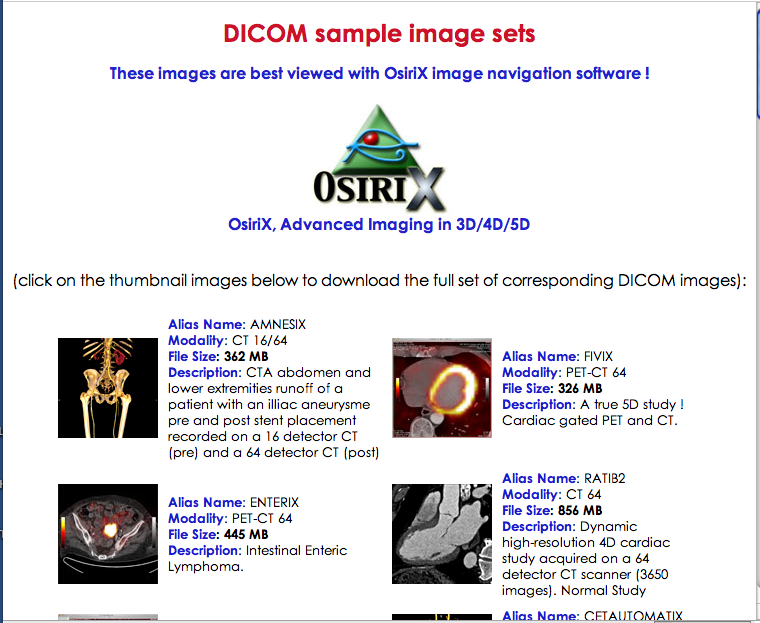 DICOM sample image sets
These images are best viewed with OsiriX image navigation software !
OSIRIX
OsiriX, Advanced Imaging in 3D/4D/5D
(click on the thumbnail images below to download the full set of corresponding DICOM images):
Alias Name: AMNESIX
Modality: CT 16/64
File Size: 362 MB
Description: CTA abdomen and
lower extremities runoff of a
patient with an illiac aneurysme
pre and post stent placement
recorded on a 16 detector CT
(pre) and a 64 detector CT (post)
Alias Name: FIVIX
Modality: PET-CT 64
File Size: 326 MB
Description: A true 5D study !
Cardiac gated PET and CT.
Alias Name: ENTERIX
Modality: PET-CT 64
File Size: 445 MB
Description: Intestinal Enteric
Lymphoma.
Alias Name: RATIB2
Modality: CT 64
File Size: 856 MB
Description: Dynamic
high-resolution 4D cardiac
study acquired on a 64
detector CT scanner (3650
images). Normal Study
Alias Name: CETAUTOMATIX